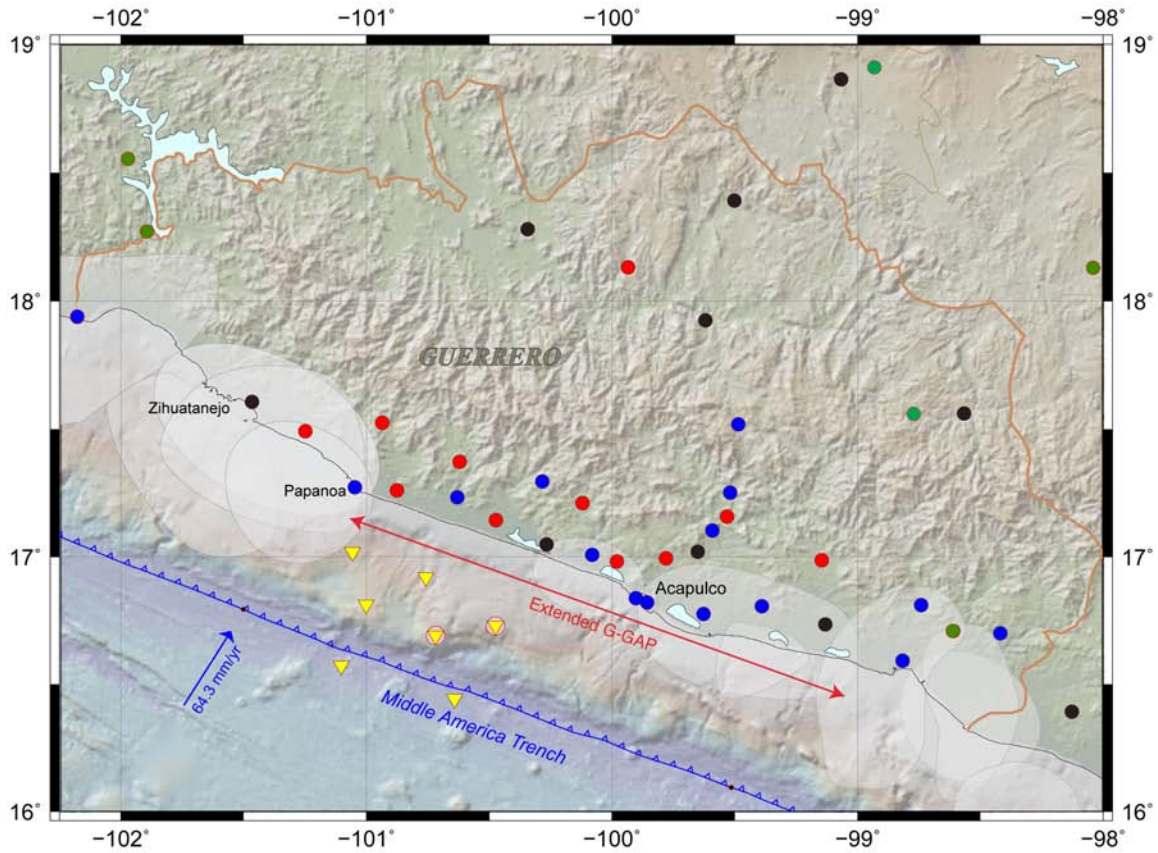 −102° −101° −100° −99° −98°
19° 19°
18° 18°
GUERRERO
Zihuatanejo
Papanoa
17° 17°
Acapulco
Extended G-GAP
64.3 mm/yr
Middle America Trench
16° 16°
−102° −101° −100° −99° −98°